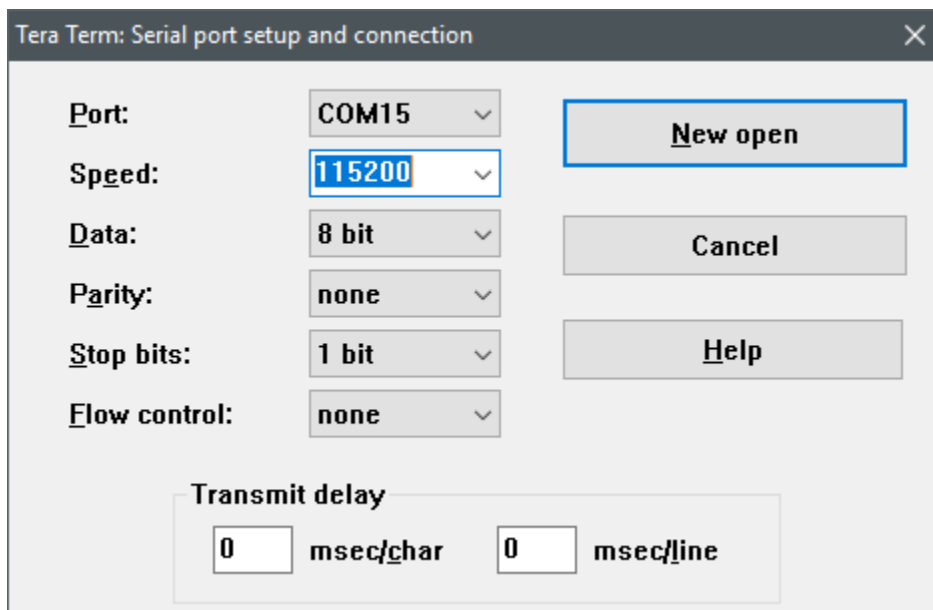 Tera Term: Serial port setup and connection
Port: COM15
New open
Speed: 115200
Data: 8 bit
Cancel
Parity: none
Stop bits: 1 bit
Help
Flow control: none
Transmit delay
0 msec/char 0 msec/line